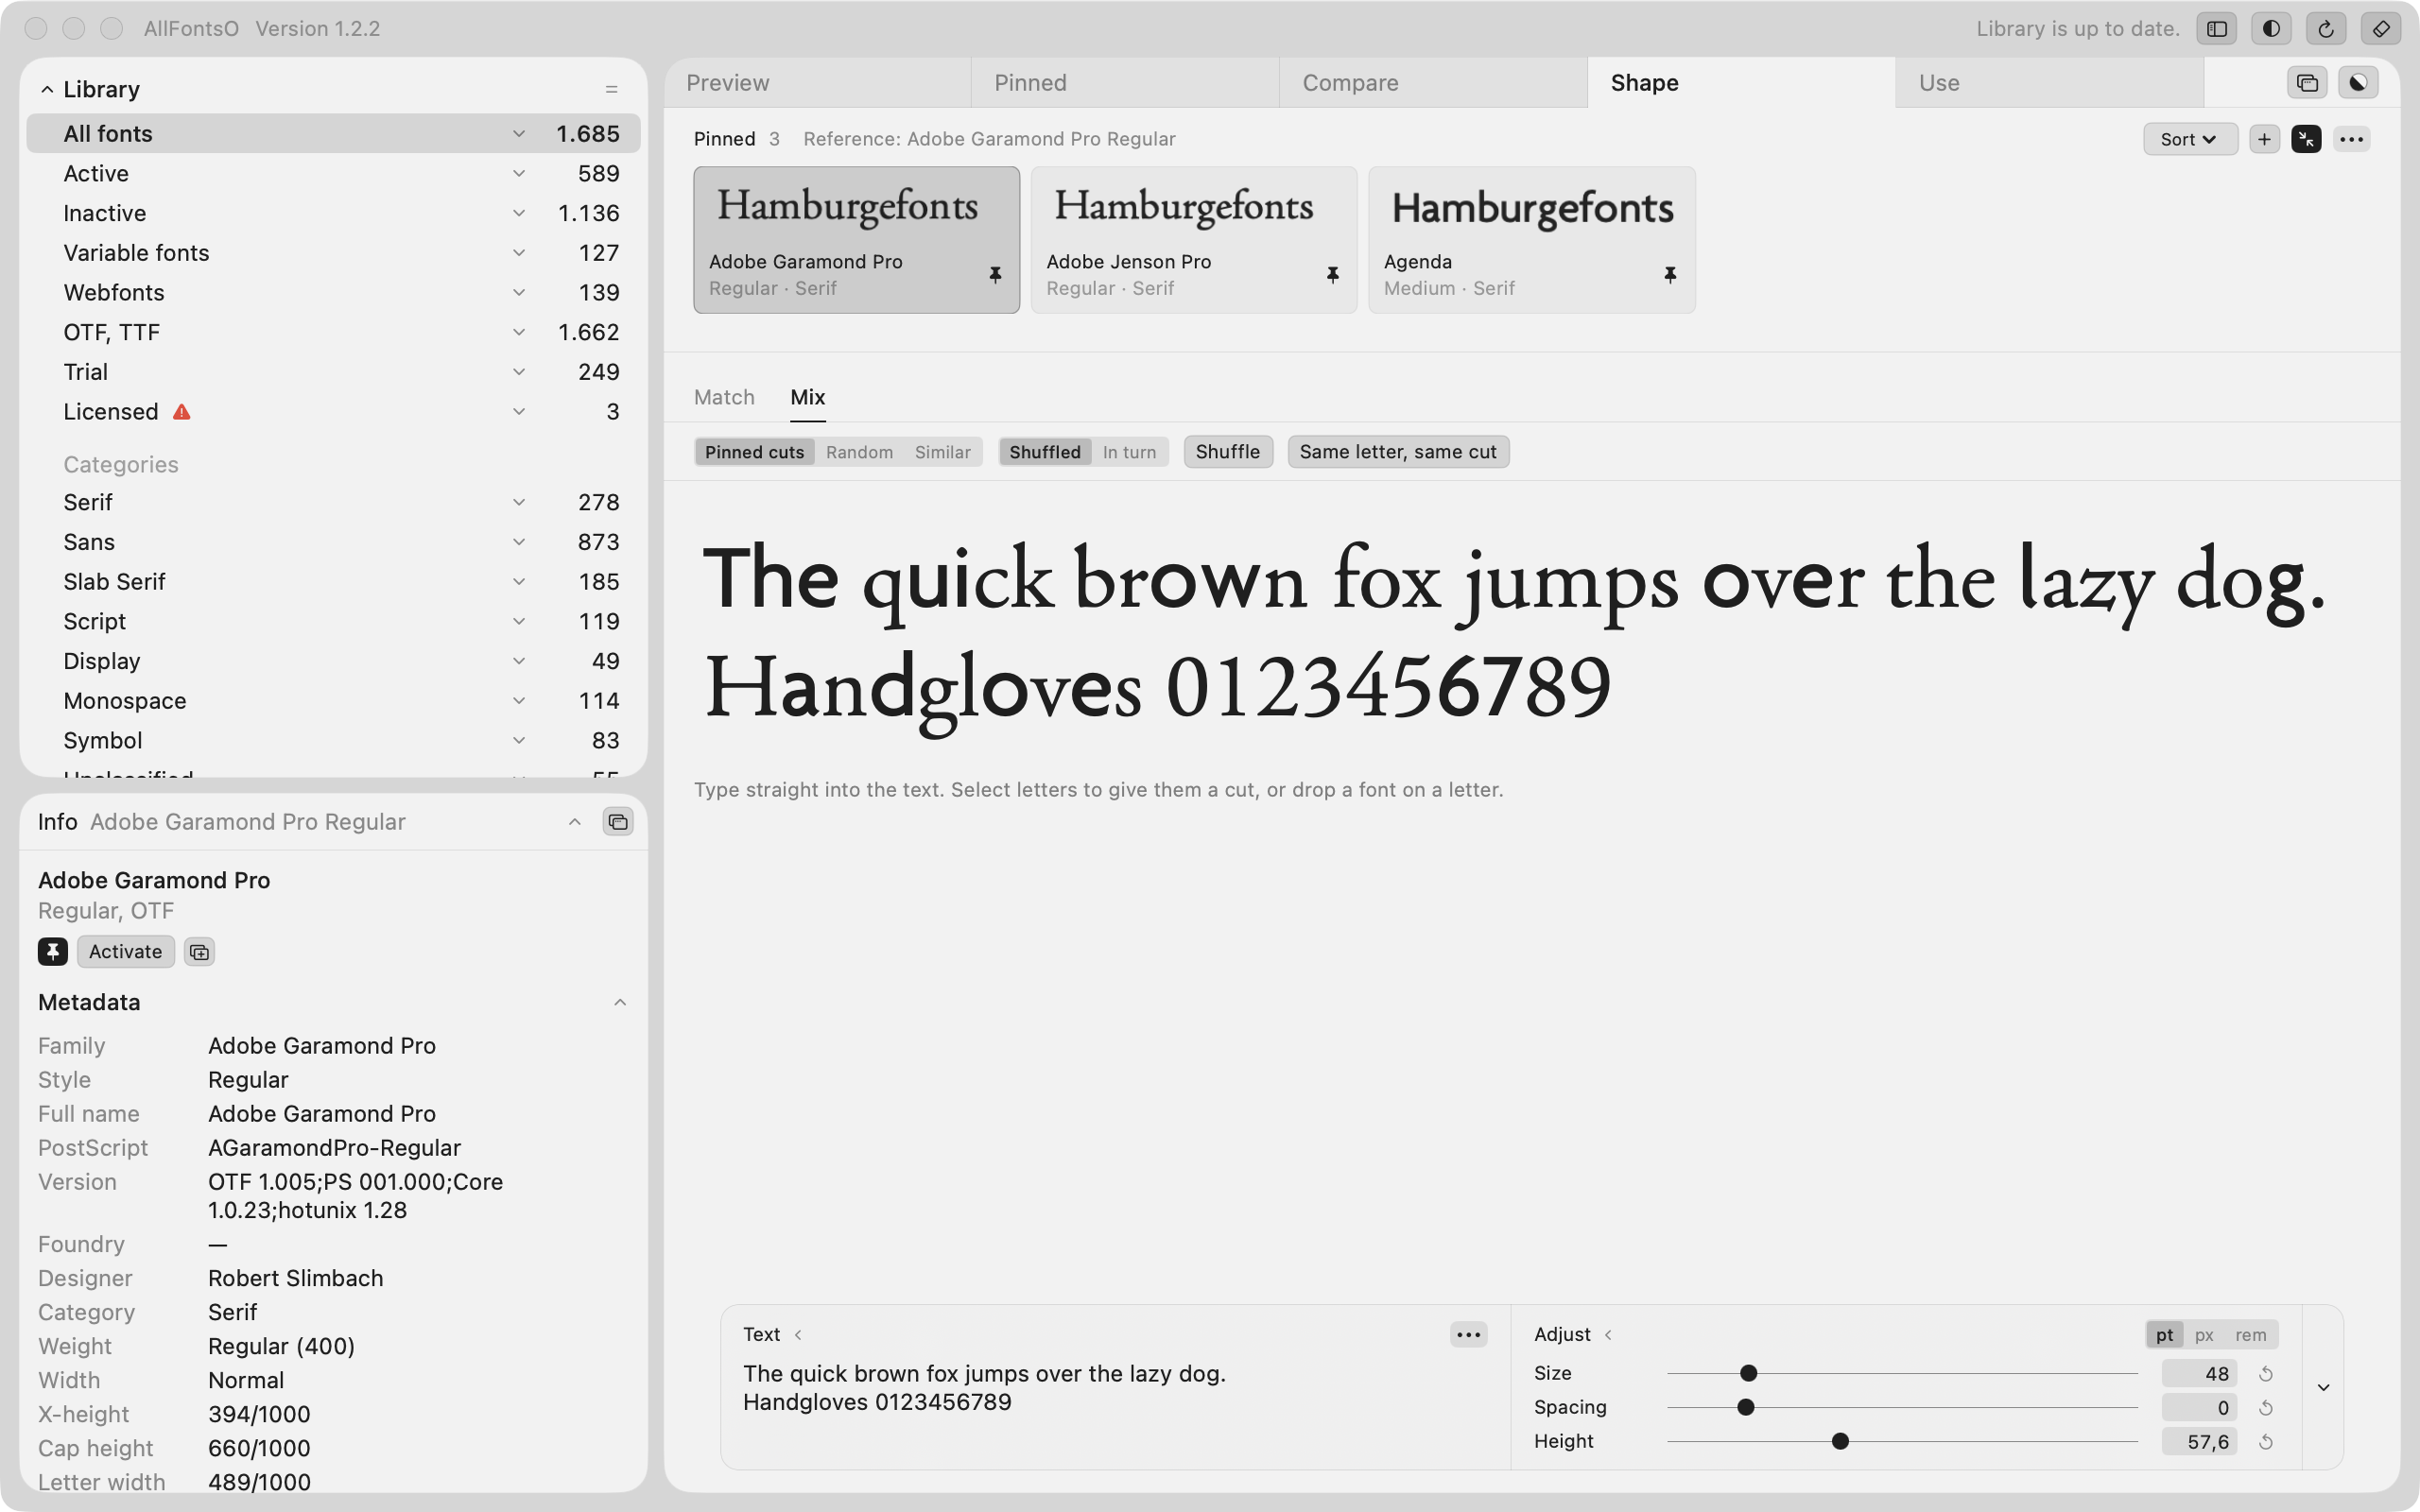 AllFontsO Version 1.2.2
Library is up to date.
Library
All fonts 1.685
Active 589
Inactive 1.136
Variable fonts 127
Webfonts 139
OTF, TTF 1.662
Trial 249
Licensed 3
Categories
Serif 278
Sans 873
Slab Serif 185
Script 119
Display 49
Monospace 114
Symbol 83
Info Adobe Garamond Pro Regular
Adobe Garamond Pro
Regular, OTF
Activate
Metadata
Family Adobe Garamond Pro
Style Regular
Full name Adobe Garamond Pro
PostScript AGaramondPro-Regular
Version OTF 1.005;PS 001.000;Core
1.0.23;hotunix 1.28
Foundry —
Designer Robert Slimbach
Category Serif
Weight Regular (400)
Width Normal
X-height 394/1000
Cap height 660/1000
Letter width 489/1000
Preview Pinned Compare Shape Use
Pinned 3 Reference: Adobe Garamond Pro Regular
Sort
Hamburgefonts
Adobe Garamond Pro
Regular · Serif
Hamburgefonts
Adobe Jenson Pro
Regular · Serif
Hamburgefonts
Agenda
Medium · Serif
Match Mix
Pinned cuts Random Similar Shuffled In turn Shuffle Same letter, same cut
The quick brown fox jumps over the lazy dog.
Handgloves 0123456789
Type straight into the text. Select letters to give them a cut, or drop a font on a letter.
Text
The quick brown fox jumps over the lazy dog.
Handgloves 0123456789
Adjust pt px rem
Size 48
Spacing 0
Height 57,6